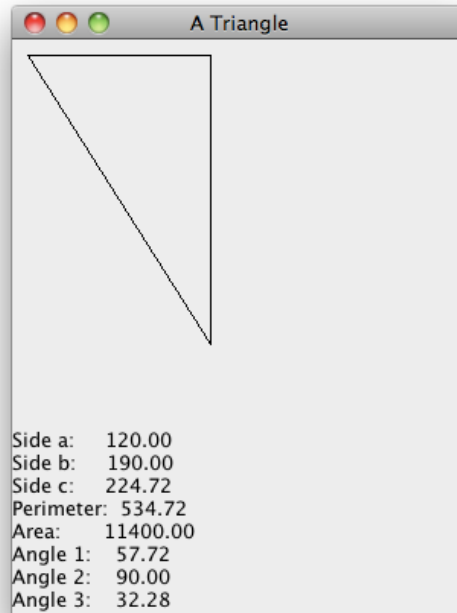 A Triangle
Side a: 120.00
Side b: 190.00
Side c: 224.72
Perimeter: 534.72
Area: 11400.00
Angle 1: 57.72
Angle 2: 90.00
Angle 3: 32.28